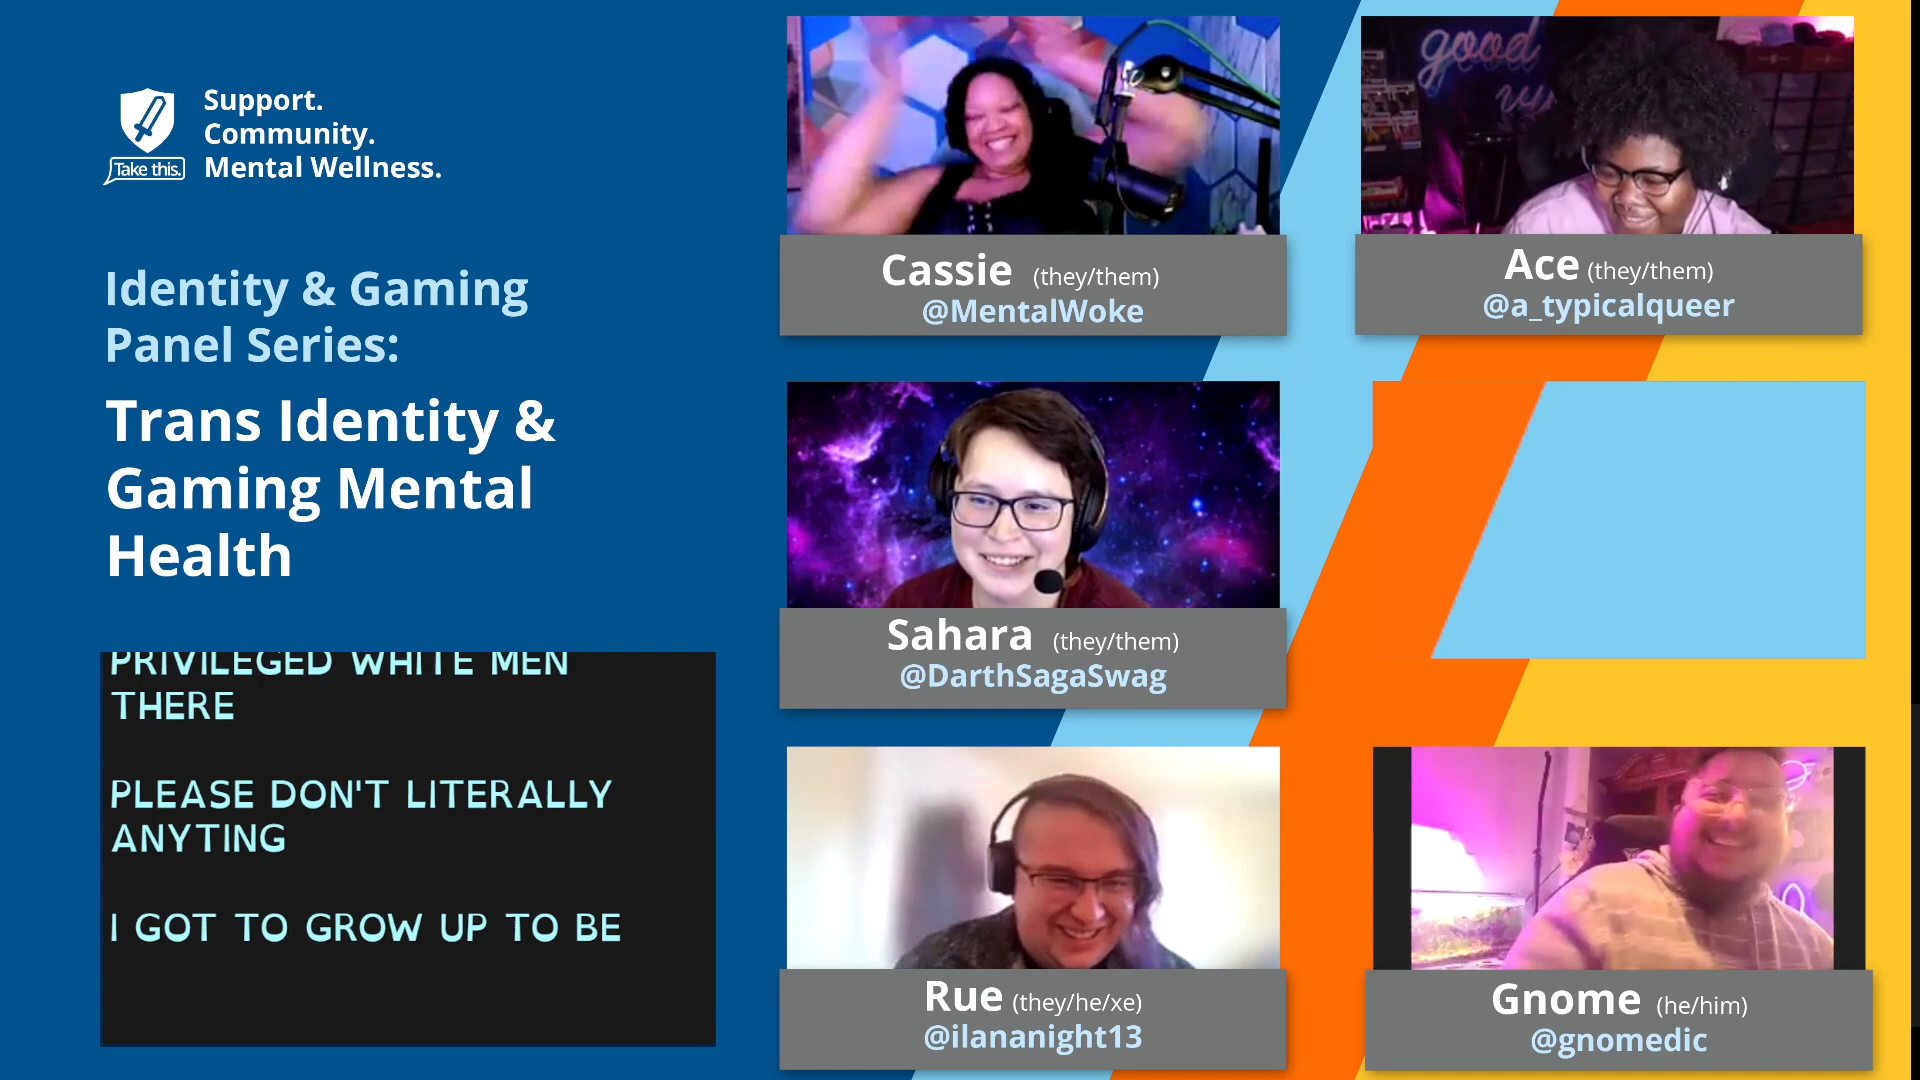 Support.
Community.
Mental Wellness.
Take this.
Identity & Gaming
Panel Series:
Trans Identity &
Gaming Mental
Health
PRIVILEGED WHITE MEN
THERE
PLEASE DON'T LITERALLY
ANYTING
I GOT TO GROW UP TO BE
Cassie (they/them)
@MentalWoke
good
Ace (they/them)
@a_typicalqueer
Sahara (they/them)
@DarthSagaSwag
Rue (they/he/xe)
@ilananight13
Gnome (he/him)
@gnomedic